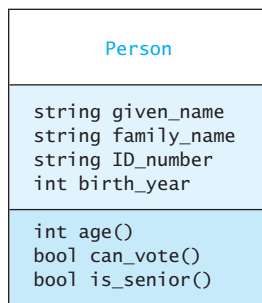 Person
string given_name
string family_name
string ID_number
int birth_year
int age()
bool can_vote()
bool is_senior()